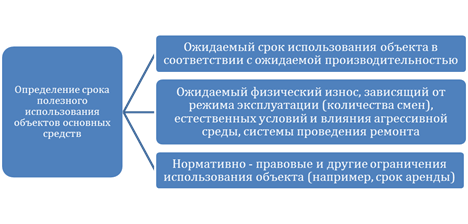 Определение срока
полезного
использования
объектов основных
средств
Ожидаемый срок использования объекта в
соответствии с ожидаемой производительностью
Ожидаемый физический износ, зависящий от
режима эксплуатации (количества смен),
естественных условий и влияния агрессивной
среды, системы проведения ремонта
Нормативно - правовые и другие ограничения
использования объекта (например, срок аренды)